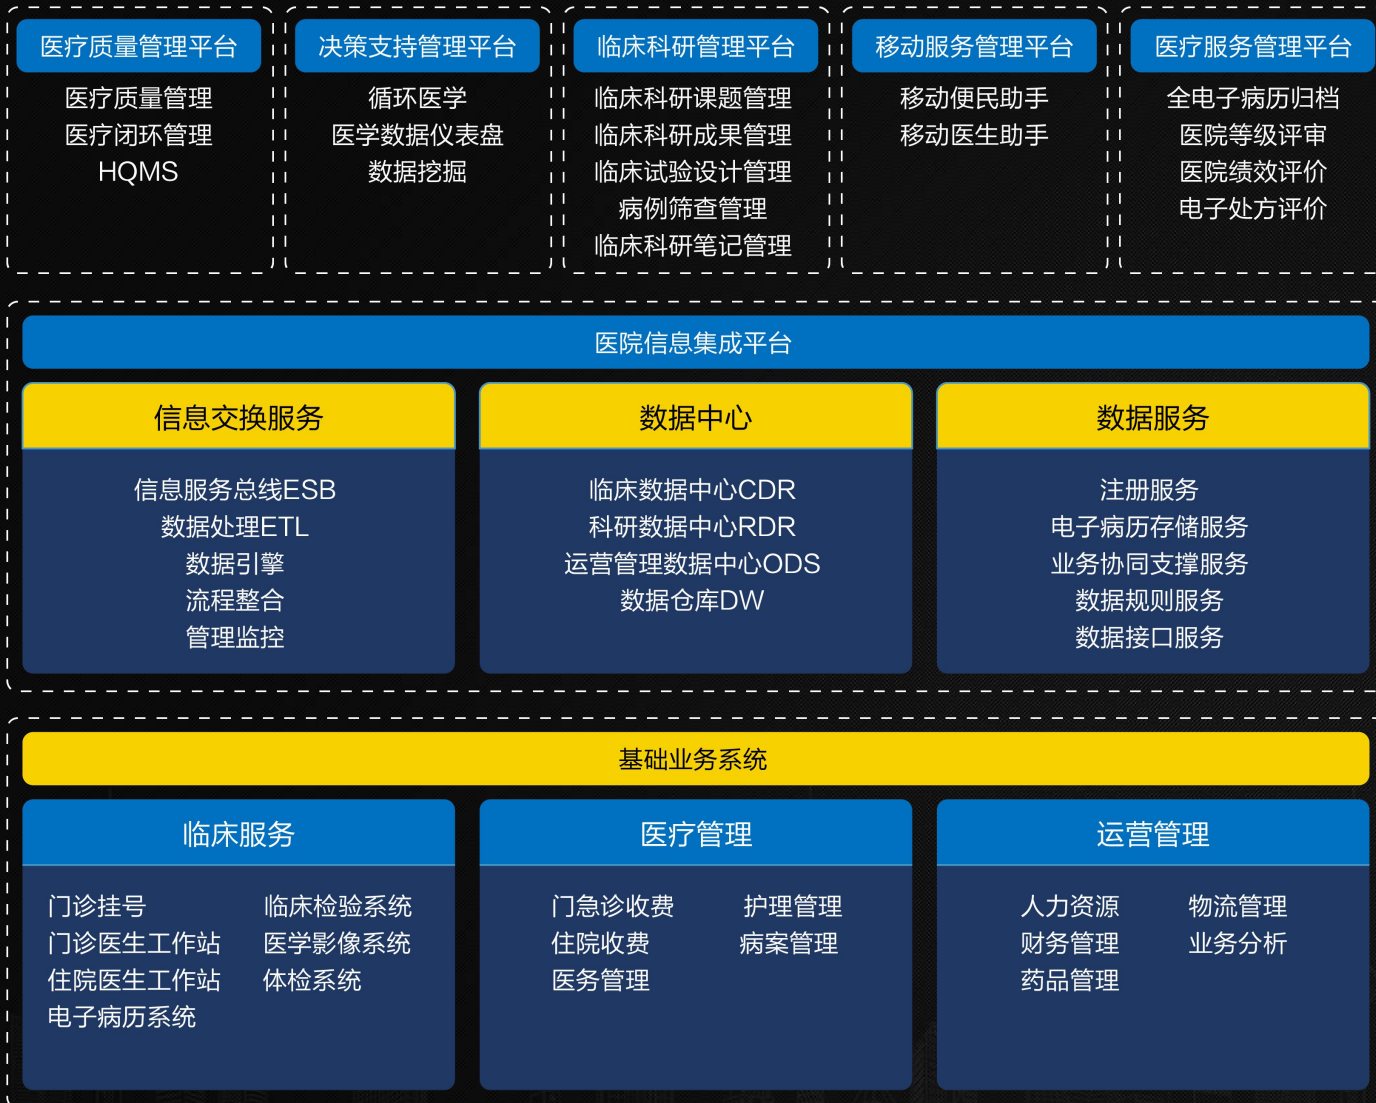 医疗质量管理平台
医疗质量管理
医疗闭环管理
HQMS
决策支持管理平台
循环医学
医学数据仪表盘
数据挖掘
临床科研管理平台
临床科研课题管理
临床科研成果管理
临床试验设计管理
病例筛查管理
临床科研笔记管理
移动服务管理平台
移动便民助手
移动医生助手
医疗服务管理平台
全电子病历归档
医院等级评审
医院绩效评价
电子处方评价
医院信息集成平台
信息交换服务
信息服务总线ESB
数据处理ETL
数据引擎
流程整合
管理监控
数据中心
临床数据中心CDR
科研数据中心RDR
运营管理数据中心ODS
数据仓库DW
数据服务
注册服务
电子病历存储服务
业务协同支撑服务
数据规则服务
数据接口服务
基础业务系统
临床服务
门诊挂号
门诊医生工作站
住院医生工作站
电子病历系统
临床检验系统
医学影像系统
体检系统
医疗管理
门急诊收费
住院收费
医务管理
护理管理
病案管理
运营管理
人力资源
财务管理
药品管理
物流管理
业务分析